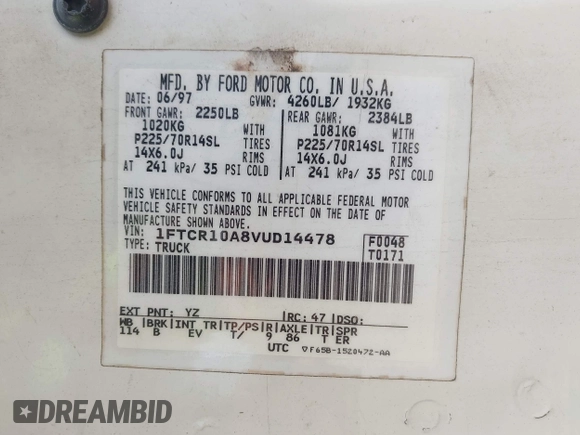 MFD. BY FORD MOTOR CO. IN U.S.A.
DATE: 06/97 GVWR: 4260LB/ 1932KG
FRONT GAWR: 2250LB REAR GAWR: 2384LB
1020KG WITH 1081KG WITH
P225/70R14SL TIRES P225/70R14SL TIRES
14X6.0J RIMS 14X6.0J RIMS
AT 241 kPa/ 35 PSI COLD AT 241 kPa/ 35 PSI COLD
THIS VEHICLE CONFORMS TO ALL APPLICABLE FEDERAL MOTOR
VEHICLE SAFETY STANDARDS IN EFFECT ON THE DATE OF
MANUFACTURE SHOWN ABOVE.
VIN: 1FTCR10A8VUD14478 F0048
TYPE: TRUCK T0171
EXT PNT: YZ RC: 47 DSO:
WB BRK INT TR TP/PS R AXLE TR SPR
114 B EV T/ 9 86 T ER
UTC ▽F65B-1520472-AA
DREAMBID